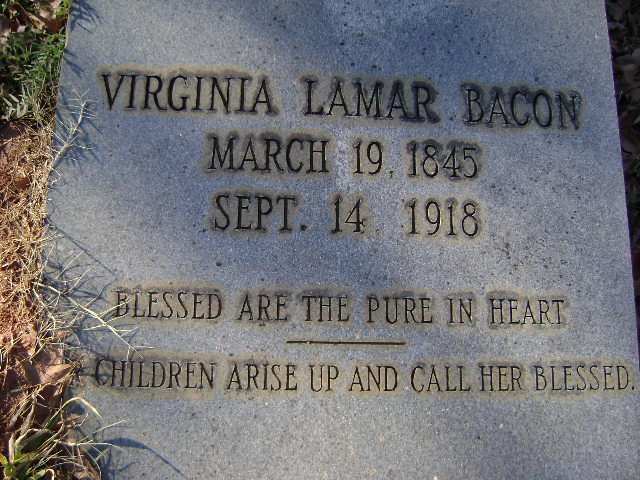 VIRGINIA LAMAR BACON
MARCH 19, 1845
SEPT. 14 1918
BLESSED ARE THE PURE IN HEART
CHILDREN ARISE UP AND CALL HER BLESSED.